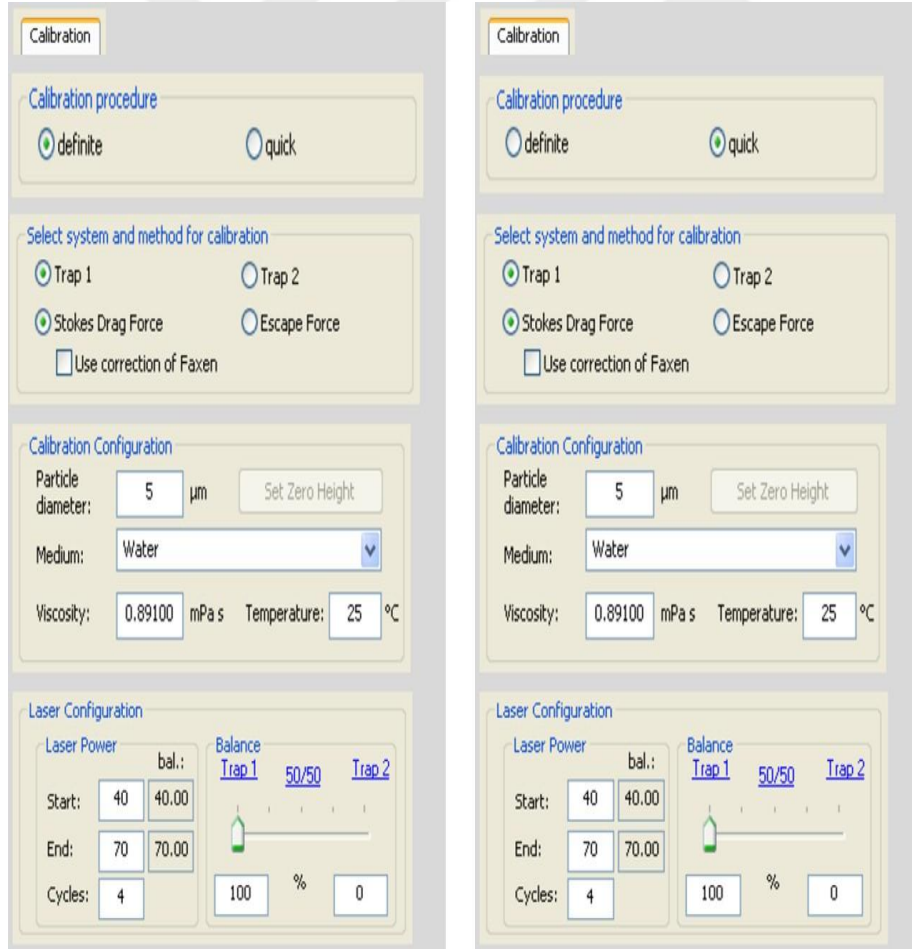 Calibration
Calibration procedure
definite quick
Select system and method for calibration
Trap 1 Trap 2
Stokes Drag Force Escape Force
Use correction of Faxen
Calibration Configuration
Particle
diameter: 5 µm Set Zero Height
Medium: Water
Viscosity: 0.89100 mPa s Temperature: 25 °C
Laser Configuration
Laser Power Balance
bal.: Trap 1 50/50 Trap 2
Start: 40 40.00
End: 70 70.00
Cycles: 4 100 % 0
Calibration
Calibration procedure
definite quick
Select system and method for calibration
Trap 1 Trap 2
Stokes Drag Force Escape Force
Use correction of Faxen
Calibration Configuration
Particle
diameter: 5 µm Set Zero Height
Medium: Water
Viscosity: 0.89100 mPa s Temperature: 25 °C
Laser Configuration
Laser Power Balance
bal.: Trap 1 50/50 Trap 2
Start: 40 40.00
End: 70 70.00
Cycles: 4 100 % 0